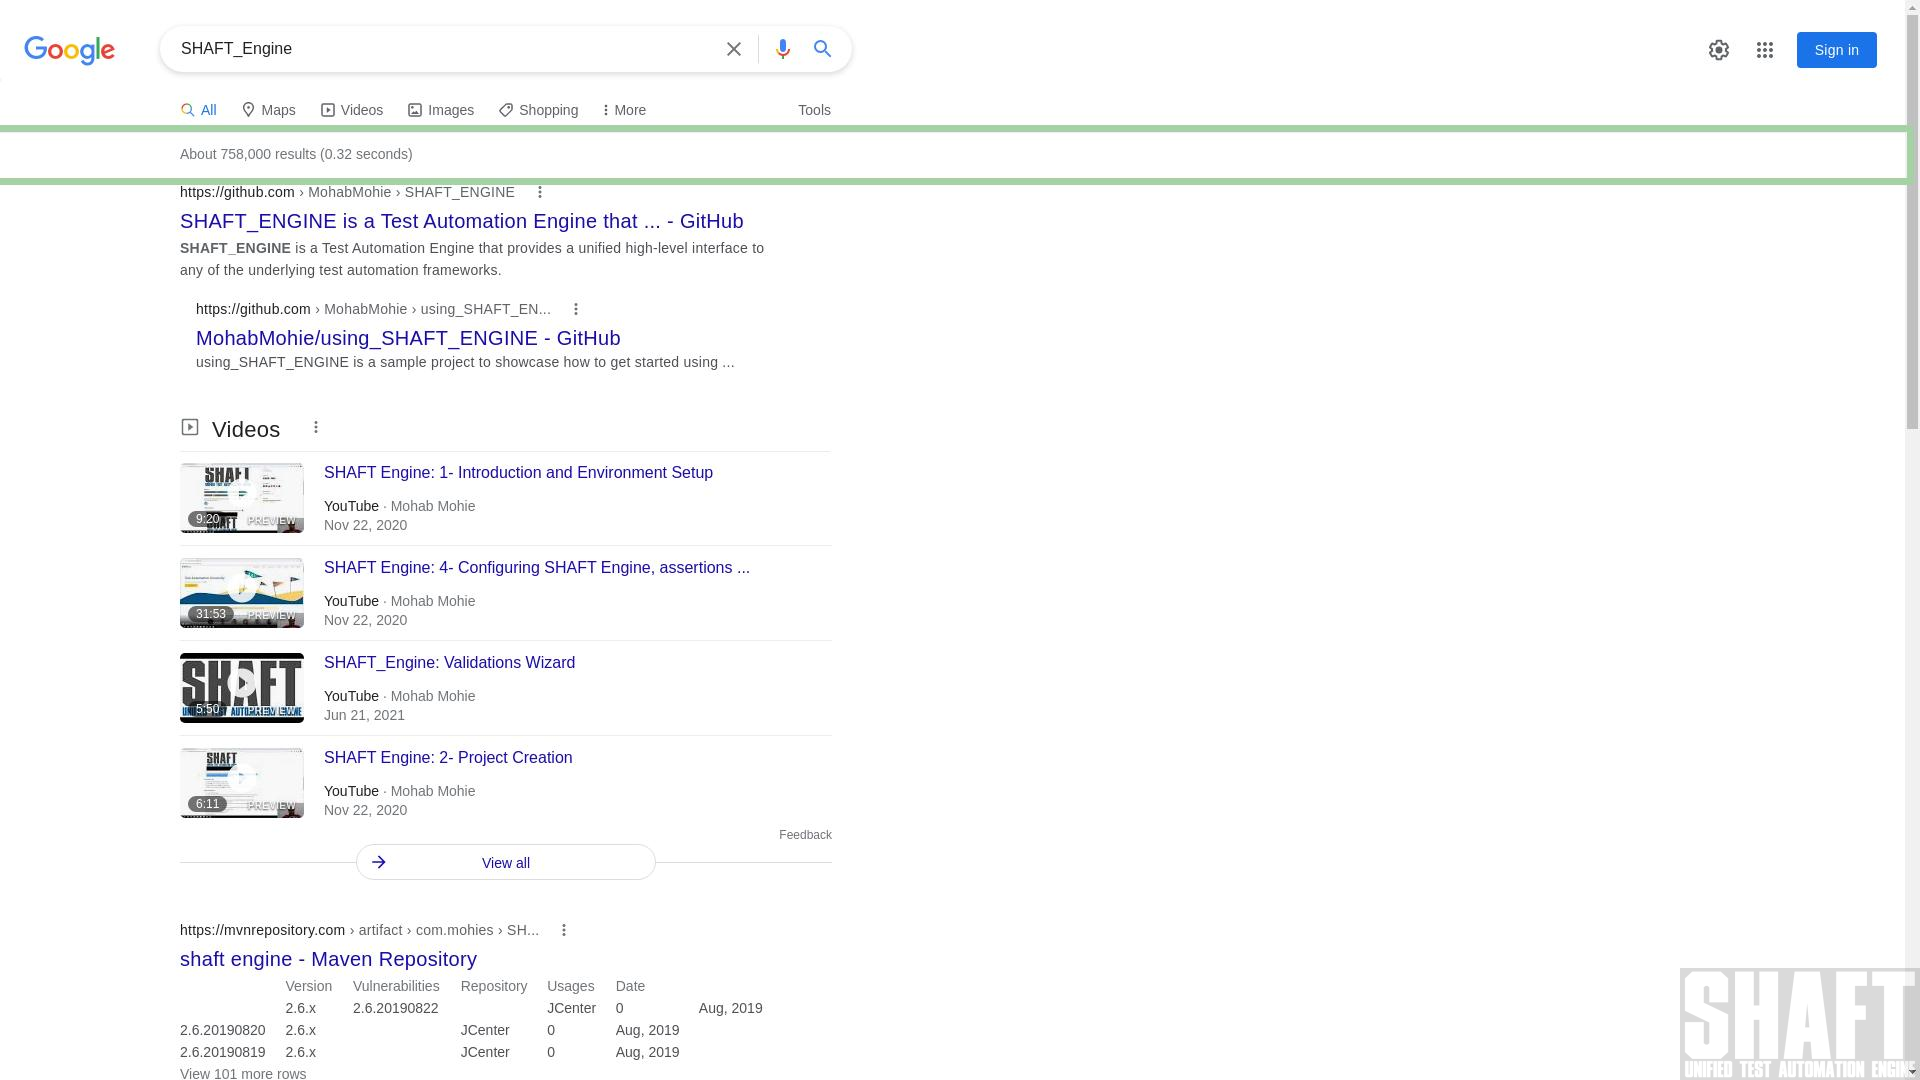 Google
SHAFT_Engine
Sign in
All
Maps
Videos
Images
Shopping
More
Tools
About 758,000 results (0.32 seconds)
https://github.com › MohabMohie › SHAFT_ENGINE
SHAFT_ENGINE is a Test Automation Engine that ... - GitHub
SHAFT_ENGINE is a Test Automation Engine that provides a unified high-level interface to
any of the underlying test automation frameworks.
https://github.com › MohabMohie › using_SHAFT_EN...
MohabMohie/using_SHAFT_ENGINE - GitHub
using_SHAFT_ENGINE is a sample project to showcase how to get started using ...
Videos
SHAFT
9:20
PREVIEW
SHAFT Engine: 1- Introduction and Environment Setup
YouTube · Mohab Mohie
Nov 22, 2020
31:53
PREVIEW
SHAFT Engine: 4- Configuring SHAFT Engine, assertions ...
YouTube · Mohab Mohie
Nov 22, 2020
SHAFT
UNIFIED TEST AUTOMATION ENGINE
5:50
PREVIEW
SHAFT_Engine: Validations Wizard
YouTube · Mohab Mohie
Jun 21, 2021
SHAFT
6:11
PREVIEW
SHAFT Engine: 2- Project Creation
YouTube · Mohab Mohie
Nov 22, 2020
Feedback
View all
https://mvnrepository.com › artifact › com.mohies › SH...
shaft engine - Maven Repository
Version Vulnerabilities Repository Usages Date
2.6.x 2.6.20190822 JCenter 0 Aug, 2019
2.6.20190820 2.6.x JCenter 0 Aug, 2019
2.6.20190819 2.6.x JCenter 0 Aug, 2019
View 101 more rows
SHAFT
UNIFIED TEST AUTOMATION ENGINE